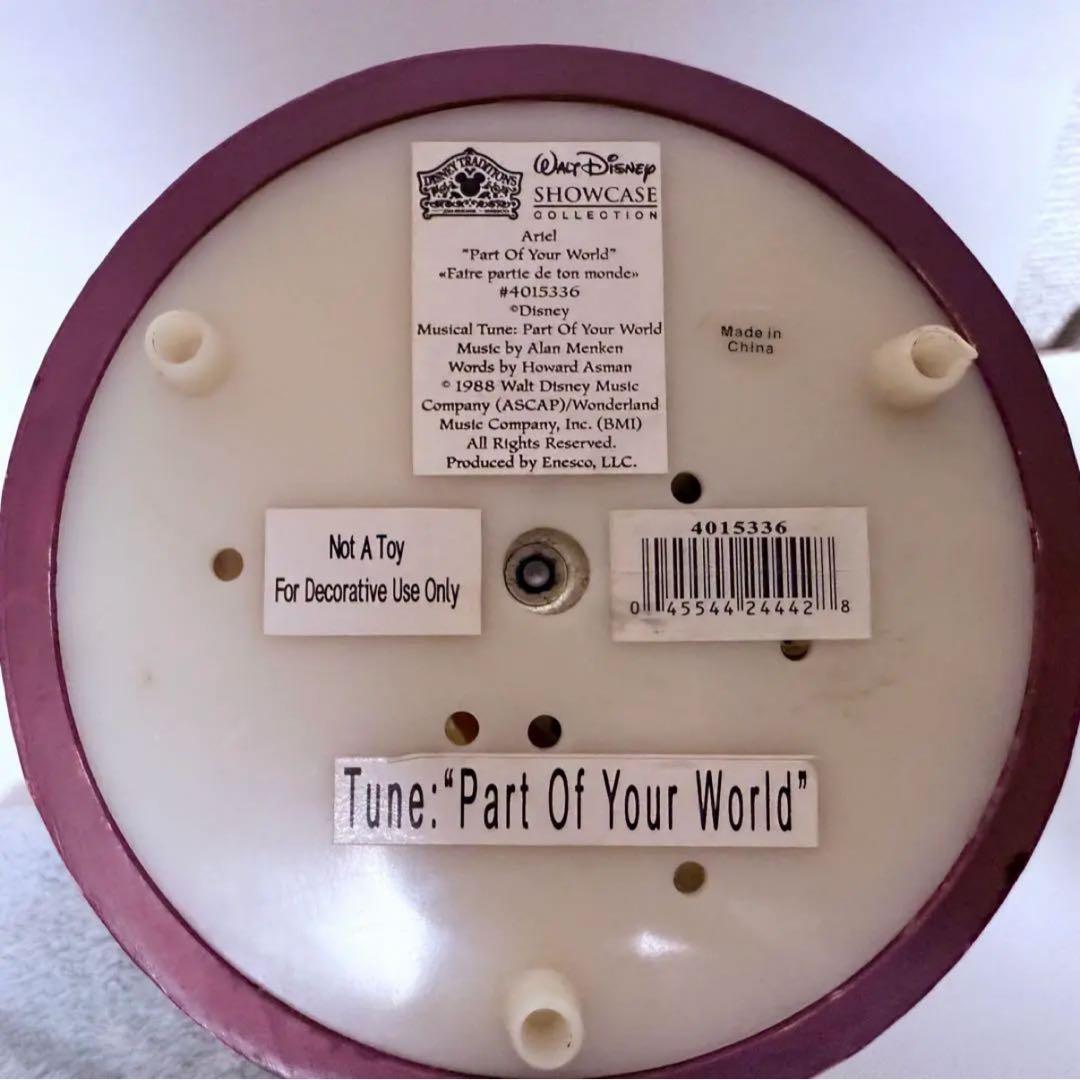 DISNEY TRADITIONS
WALT DISNEY
SHOWCASE
COLLECTION
Ariel
"Part Of Your World"
«Faire partie de ton monde»
#4015336
©Disney
Musical Tune: Part Of Your World
Music by Alan Menken
Words by Howard Asman
© 1988 Walt Disney Music
Company (ASCAP)/Wonderland
Music Company, Inc. (BMI)
All Rights Reserved.
Produced by Enesco, LLC.
Made in
China
Not A Toy
For Decorative Use Only
4015336
0 45544 24442 8
Tune:"Part Of Your World"